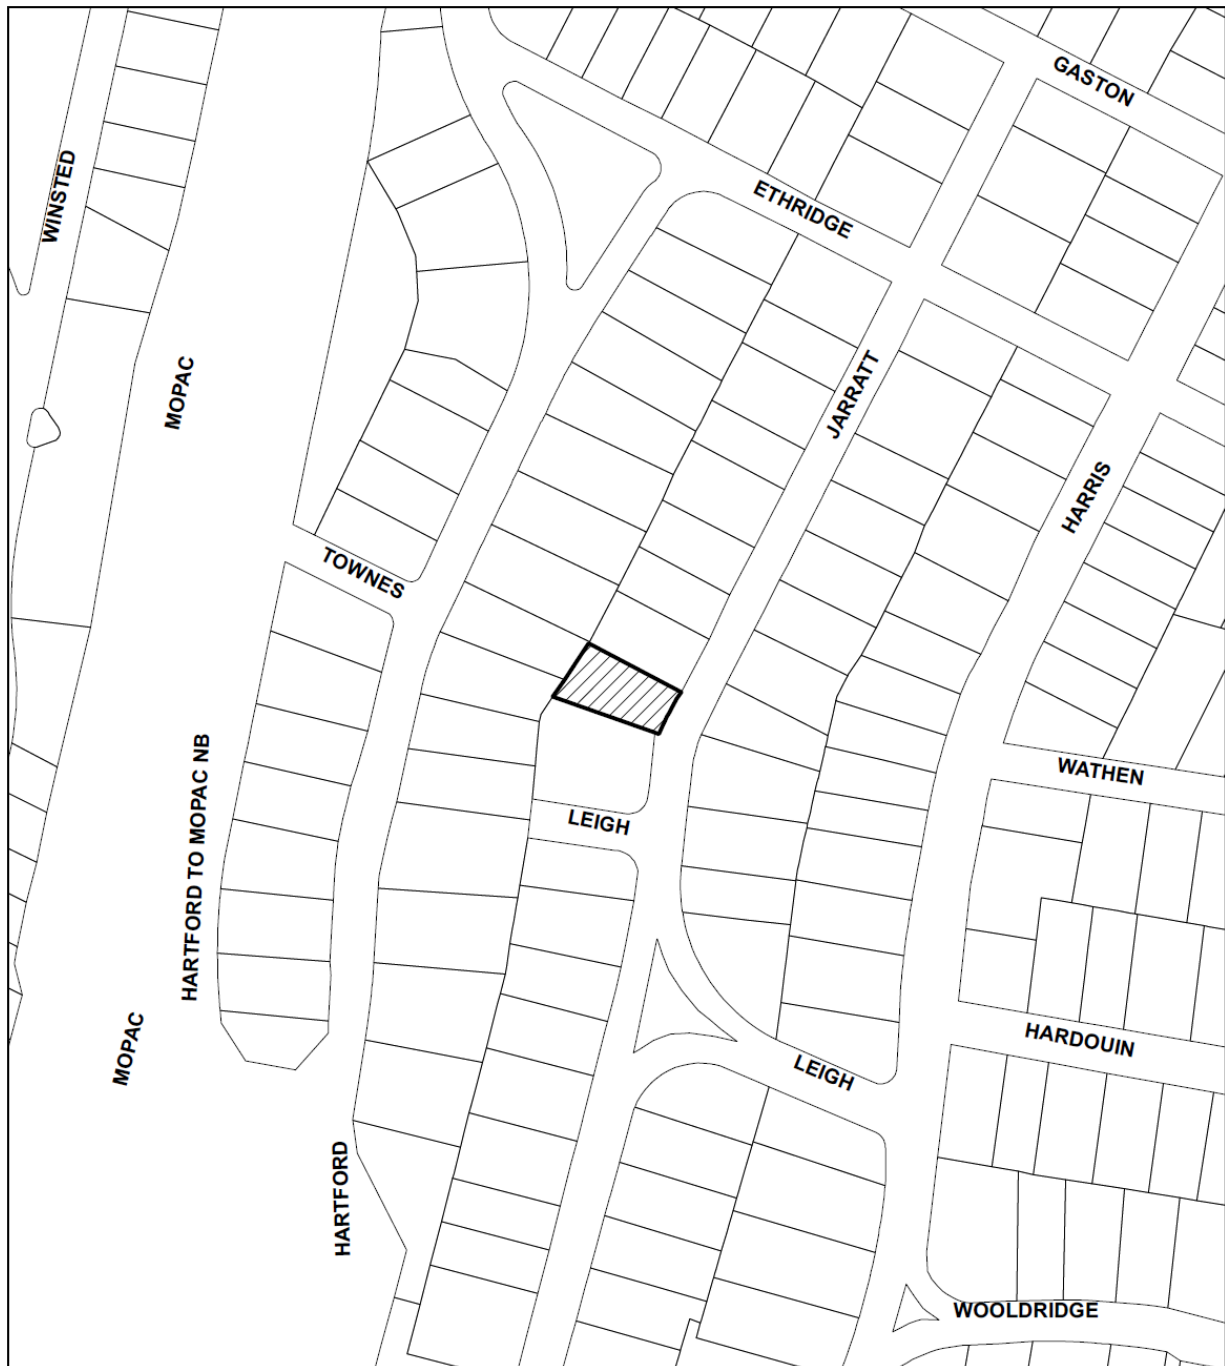 GASTON
WINSTED
ETHRIDGE
MOPAC
JARRATT
HARRIS
TOWNES
WATHEN
LEIGH
HARTFORD TO MOPAC NB
MOPAC
HARDOUIN
LEIGH
HARTFORD
WOOLDRIDGE